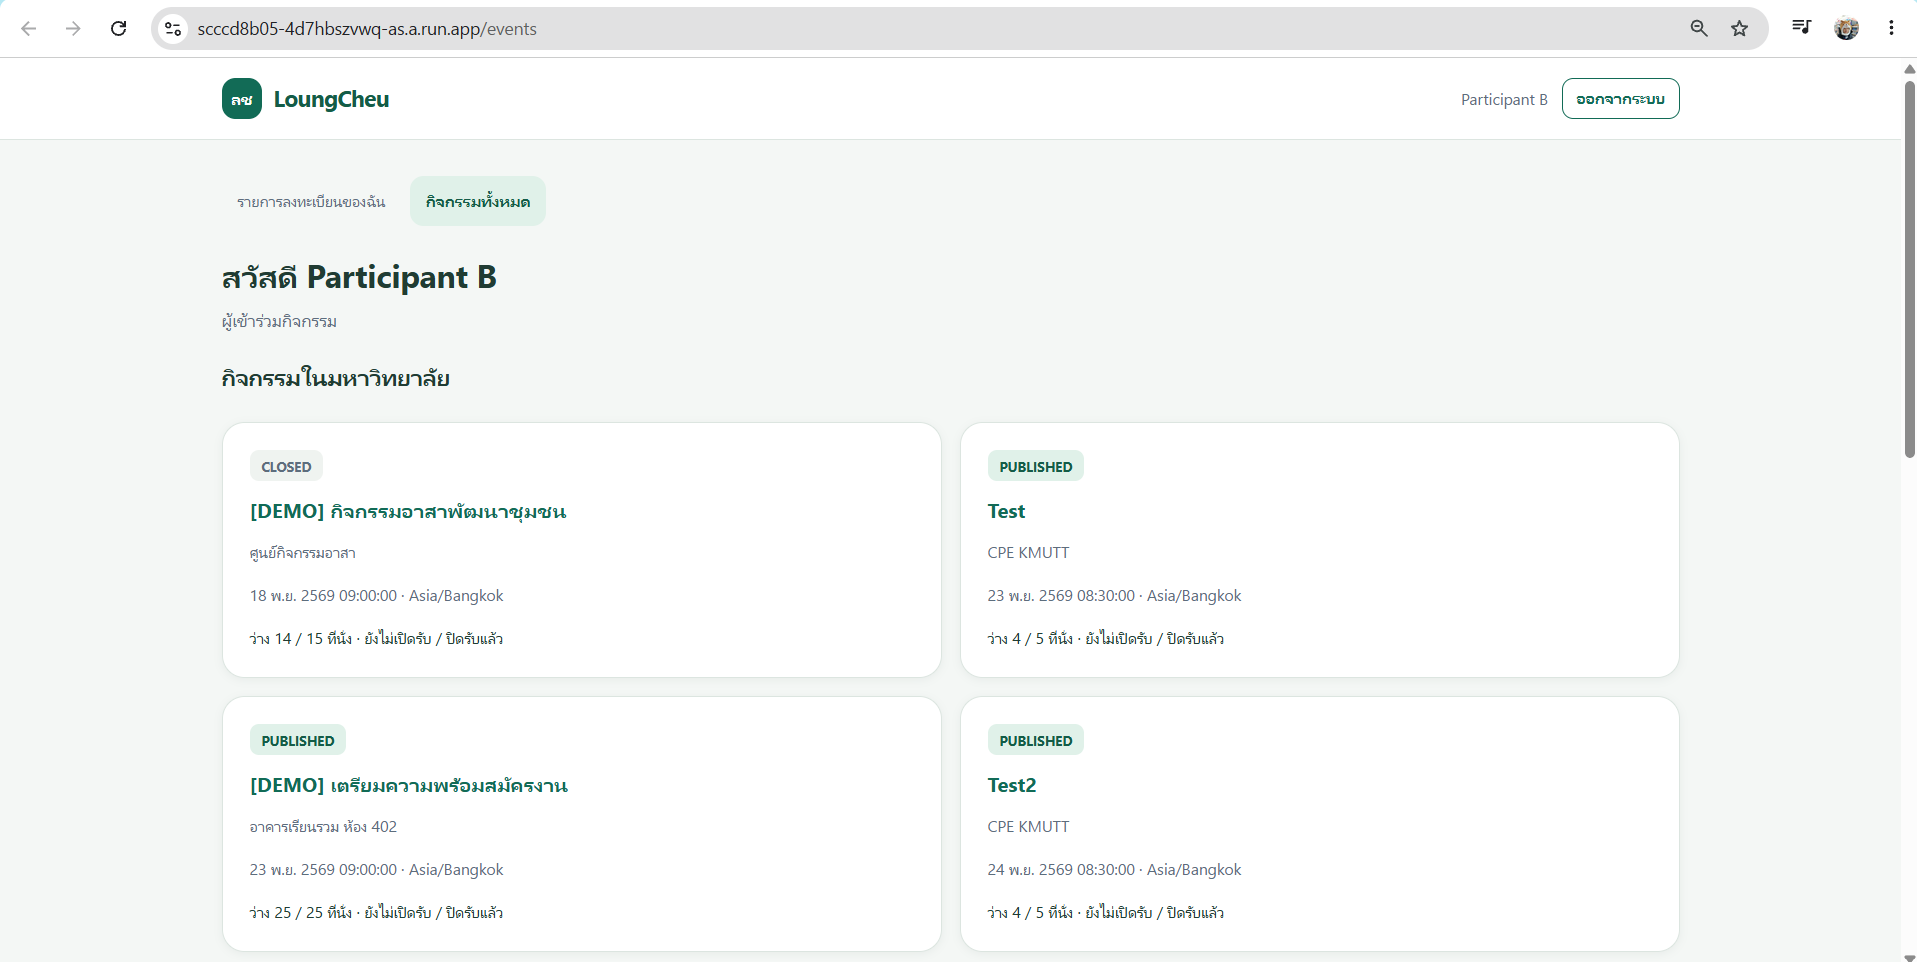 scccd8b05-4d7hbszvwq-as.a.run.app/events
ลช LoungCheu
Participant B
ออกจากระบบ
รายการลงทะเบียนของฉัน
กิจกรรมทั้งหมด
สวัสดี Participant B
ผู้เข้าร่วมกิจกรรม
กิจกรรมในมหาวิทยาลัย
CLOSED
[DEMO] กิจกรรมอาสาพัฒนาชุมชน
ศูนย์กิจกรรมอาสา
18 พ.ย. 2569 09:00:00 · Asia/Bangkok
ว่าง 14 / 15 ที่นั่ง · ยังไม่เปิดรับ / ปิดรับแล้ว
PUBLISHED
Test
CPE KMUTT
23 พ.ย. 2569 08:30:00 · Asia/Bangkok
ว่าง 4 / 5 ที่นั่ง · ยังไม่เปิดรับ / ปิดรับแล้ว
PUBLISHED
[DEMO] เตรียมความพร้อมสมัครงาน
อาคารเรียนรวม ห้อง 402
23 พ.ย. 2569 09:00:00 · Asia/Bangkok
ว่าง 25 / 25 ที่นั่ง · ยังไม่เปิดรับ / ปิดรับแล้ว
PUBLISHED
Test2
CPE KMUTT
24 พ.ย. 2569 08:30:00 · Asia/Bangkok
ว่าง 4 / 5 ที่นั่ง · ยังไม่เปิดรับ / ปิดรับแล้ว